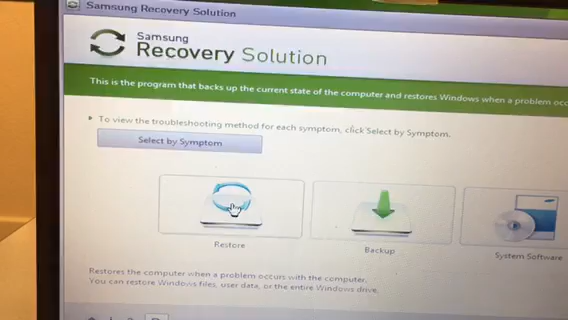 Samsung Recovery Solution
Samsung
Recovery Solution
This is the program that backs up the current state of the computer and restores Windows when a problem
To view the troubleshooting method for each symptom, click Select by Symptom.
Select by Symptom
Restore
Backup
System Software
Restores the computer when a problem occurs with the computer.
You can restore Windows files, user data, or the entire Windows drive.